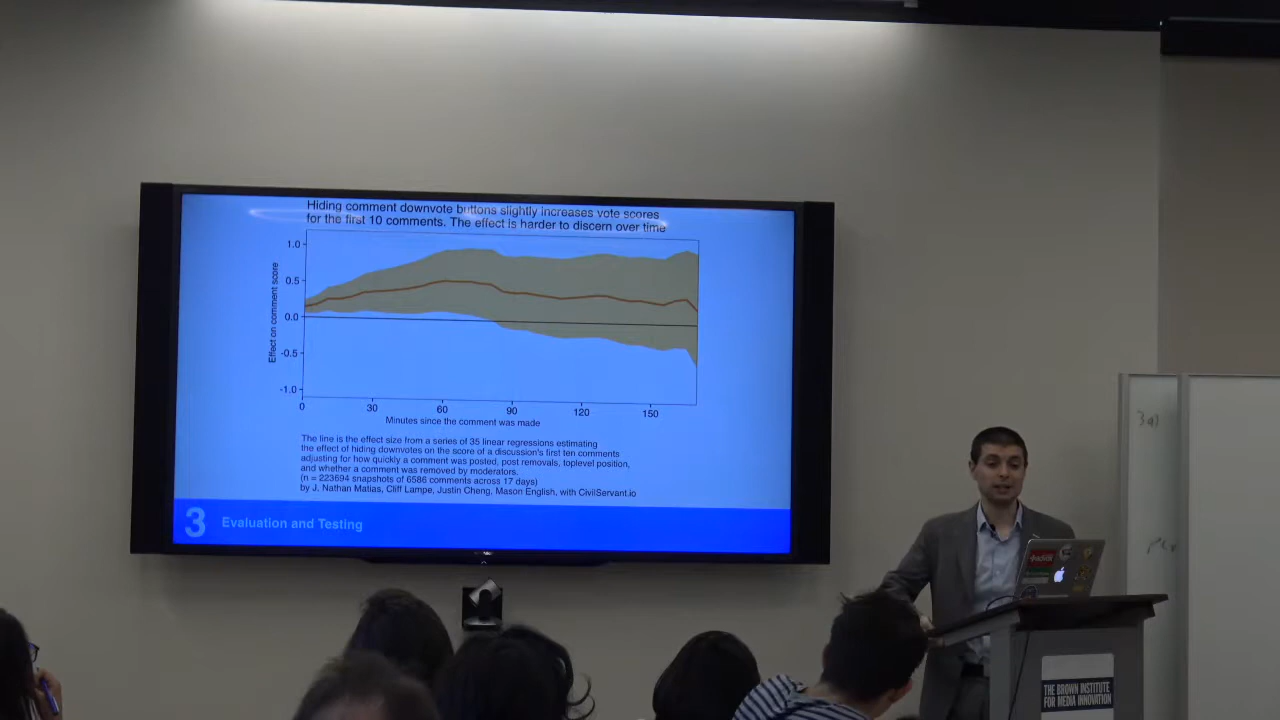 Hiding comment downvote buttons slightly increases vote scores
for the first 10 comments. The effect is harder to discern over time
Effect on comment score
1.0
0.5
0.0
-0.5
-1.0
0 30 60 90 120 150
Minutes since the comment was made
The line is the effect size from a series of 35 linear regressions estimating
the effect of hiding downvotes on the score of a discussion's first ten comments
adjusting for how quickly a comment was posted, post removals, toplevel position,
and whether a comment was removed by moderators.
(n = 223694 snapshots of 6586 comments across 17 days)
by J. Nathan Matias, Cliff Lampe, Justin Cheng, Mason English, with CivilServant.io
3 Evaluation and Testing
THE BROWN INSTITUTE
FOR MEDIA INNOVATION